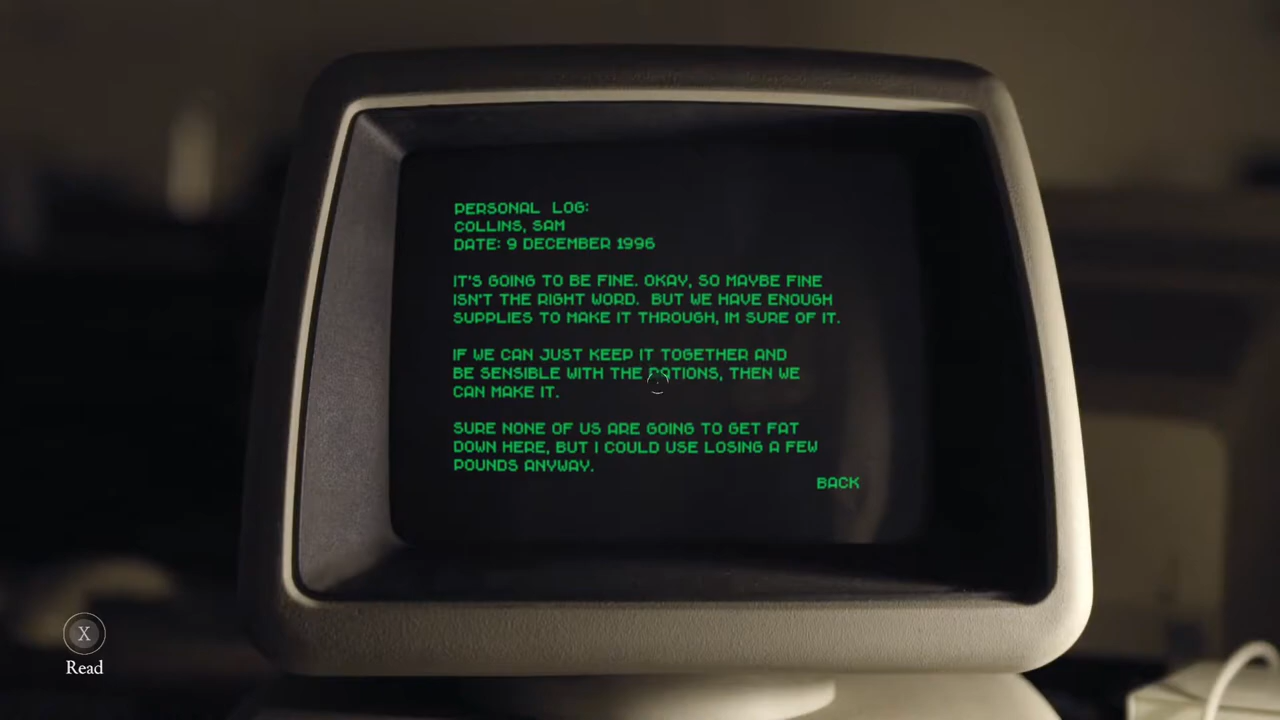 PERSONAL LOG:
COLLINS, SAM
DATE: 9 DECEMBER 1996
IT'S GOING TO BE FINE. OKAY, SO MAYBE FINE
ISN'T THE RIGHT WORD. BUT WE HAVE ENOUGH
SUPPLIES TO MAKE IT THROUGH, IM SURE OF IT.
IF WE CAN JUST KEEP IT TOGETHER AND
BE SENSIBLE WITH THE RATIONS, THEN WE
CAN MAKE IT.
SURE NONE OF US ARE GOING TO GET FAT
DOWN HERE, BUT I COULD USE LOSING A FEW
POUNDS ANYWAY.
BACK
X
Read